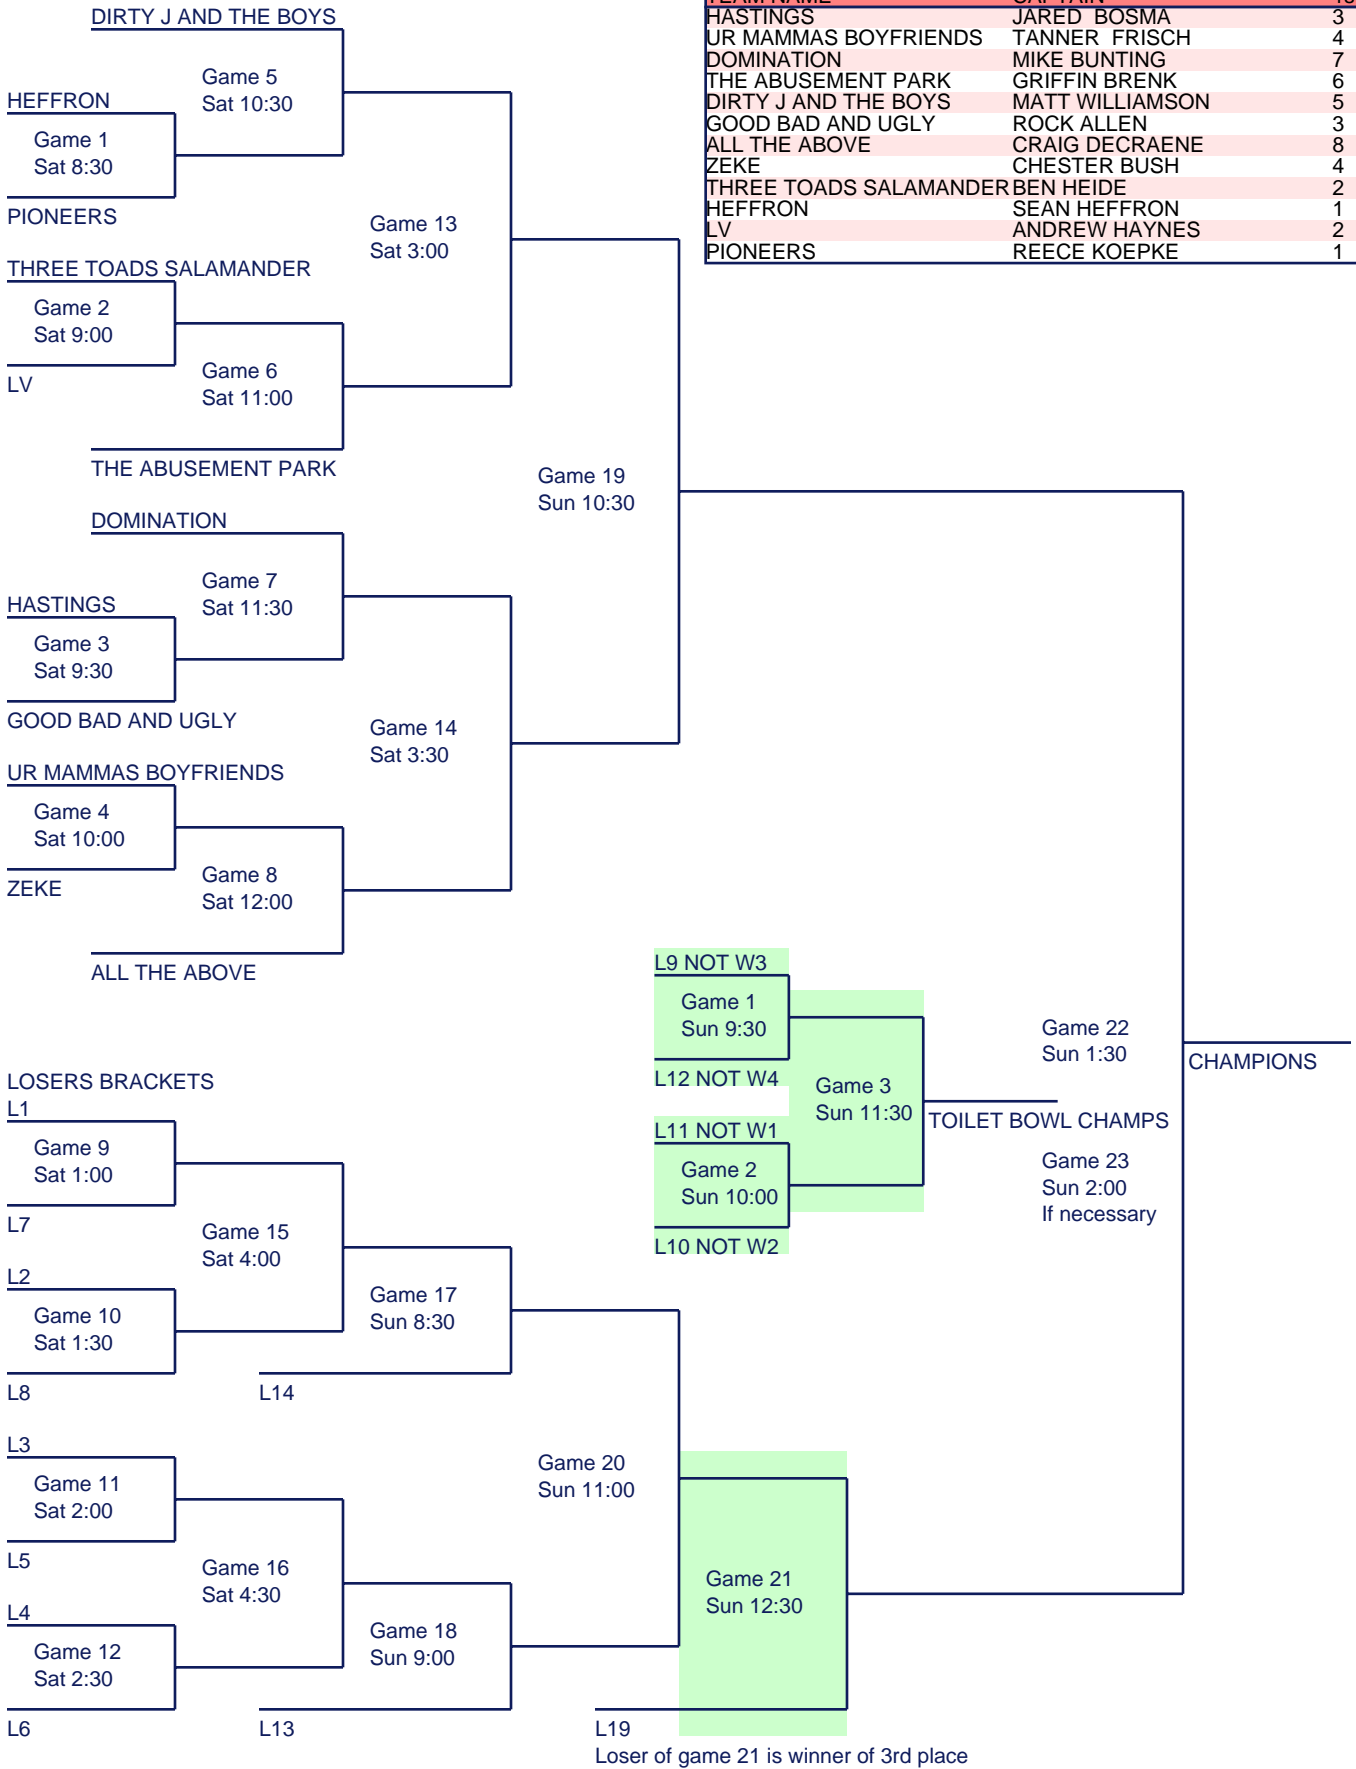 DIRTY J AND THE BOYS
Game 5
Sat 10:30
HEFFRON
Game 1
Sat 8:30
PIONEERS
Game 13
Sat 3:00
THREE TOADS SALAMANDER
Game 2
Sat 9:00
LV
Game 6
Sat 11:00
THE ABUSEMENT PARK
Game 19
Sun 10:30
DOMINATION
Game 7
Sat 11:30
HASTINGS
Game 3
Sat 9:30
GOOD BAD AND UGLY
Game 14
Sat 3:30
UR MAMMAS BOYFRIENDS
Game 4
Sat 10:00
ZEKE
Game 8
Sat 12:00
ALL THE ABOVE
TEAM NAME CAPTAIN
HASTINGS JARED BOSMA 3
UR MAMMAS BOYFRIENDS TANNER FRISCH 4
DOMINATION MIKE BUNTING 7
THE ABUSEMENT PARK GRIFFIN BRENK 6
DIRTY J AND THE BOYS MATT WILLIAMSON 5
GOOD BAD AND UGLY ROCK ALLEN 3
ALL THE ABOVE CRAIG DECRAENE 8
ZEKE CHESTER BUSH 4
THREE TOADS SALAMANDER BEN HEIDE 2
HEFFRON SEAN HEFFRON 1
LV ANDREW HAYNES 2
PIONEERS REECE KOEPKE 1
L9 NOT W3
Game 1
Sun 9:30
L12 NOT W4
Game 3
Sun 11:30
L11 NOT W1
Game 2
Sun 10:00
L10 NOT W2
TOILET BOWL CHAMPS
Game 22
Sun 1:30
CHAMPIONS
Game 23
Sun 2:00
If necessary
LOSERS BRACKETS
L1
Game 9
Sat 1:00
L7
Game 15
Sat 4:00
L2
Game 10
Sat 1:30
L8
Game 17
Sun 8:30
L14
L3
Game 11
Sat 2:00
L5
Game 16
Sat 4:30
L4
Game 12
Sat 2:30
L6
Game 18
Sun 9:00
L13
Game 20
Sun 11:00
Game 21
Sun 12:30
L19
Loser of game 21 is winner of 3rd place